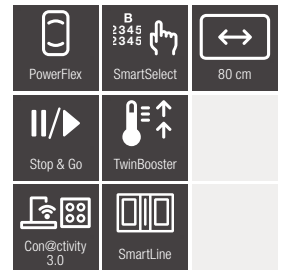 B
2345
2345
PowerFlex
SmartSelect
80 cm
Stop & Go
TwinBooster
Con@ctivity
3.0
SmartLine